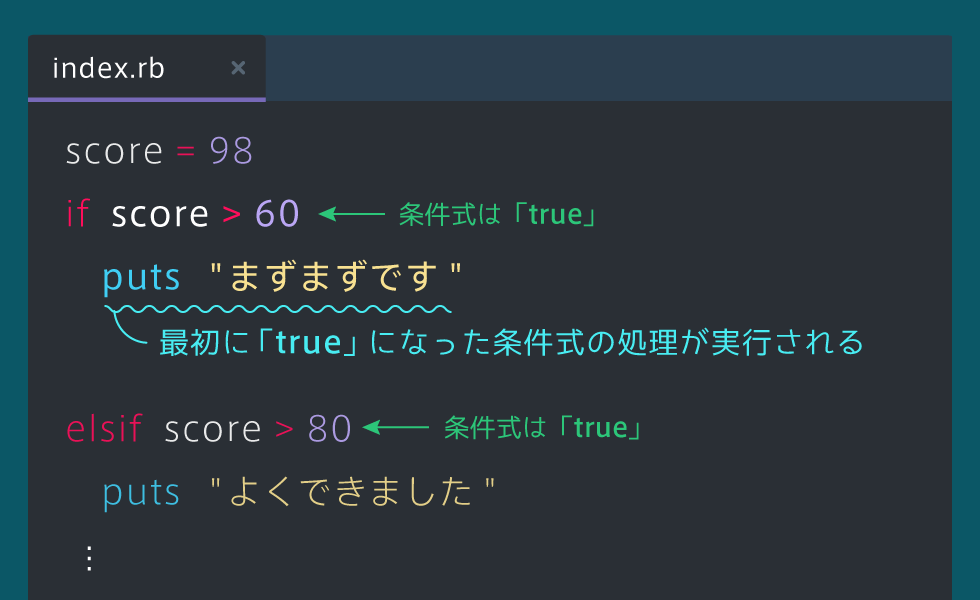 index.rb ×
score = 98
if score > 60 ← 条件式は「true」
puts "まずまずです"
最初に「true」になった条件式の処理が実行される
elsif score > 80 ← 条件式は「true」
puts "よくできました"
⋮